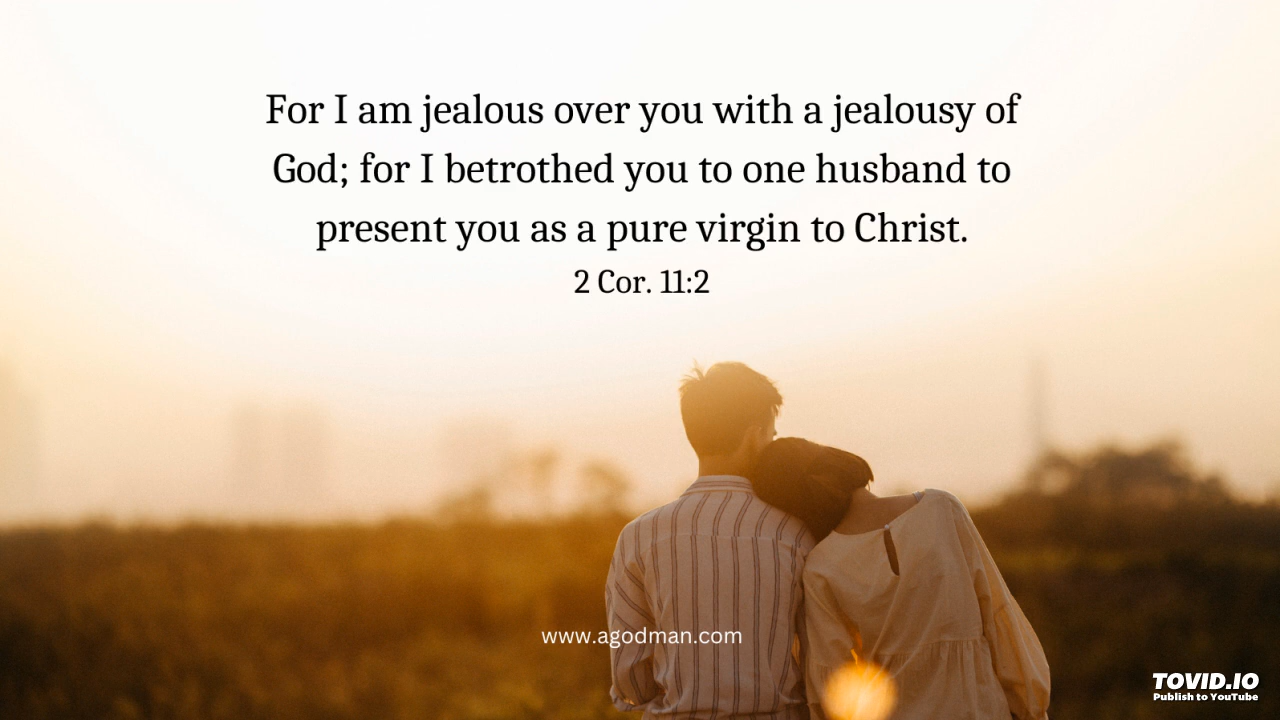 For I am jealous over you with a jealousy of
God; for I betrothed you to one husband to
present you as a pure virgin to Christ.
2 Cor. 11:2
www.agodman.com
TOVID.IO
Publish to YouTube